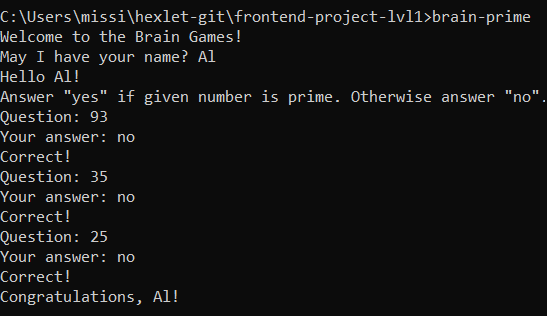 C:\Users\missi\hexlet-git\frontend-project-lvl1>brain-prime
Welcome to the Brain Games!
May I have your name? Al
Hello Al!
Answer "yes" if given number is prime. Otherwise answer "no".
Question: 93
Your answer: no
Correct!
Question: 35
Your answer: no
Correct!
Question: 25
Your answer: no
Correct!
Congratulations, Al!